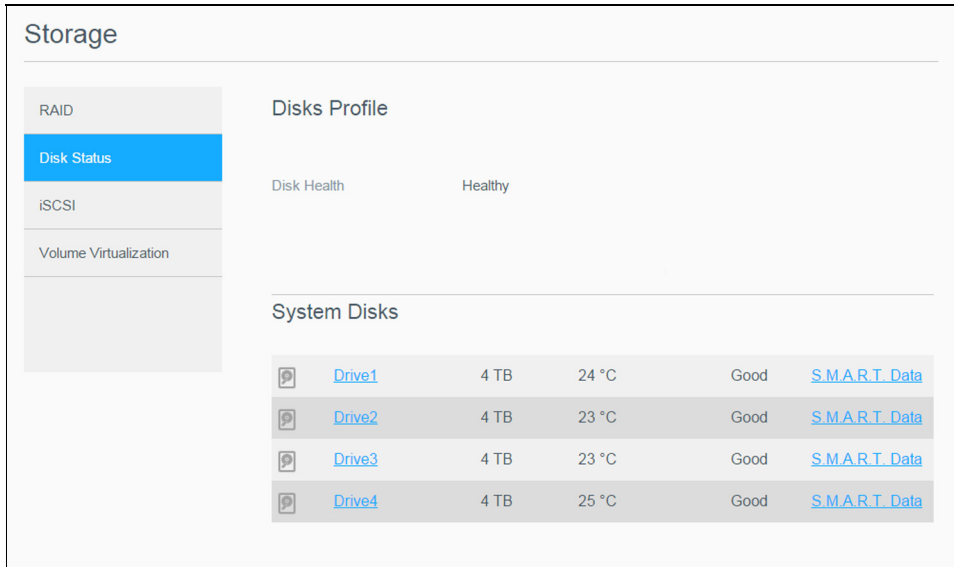 Storage
RAID
Disk Status
iSCSI
Volume Virtualization
Disks Profile
Disk Health Healthy
System Disks
Drive1 4 TB 24 °C Good S.M.A.R.T. Data
Drive2 4 TB 23 °C Good S.M.A.R.T. Data
Drive3 4 TB 23 °C Good S.M.A.R.T. Data
Drive4 4 TB 25 °C Good S.M.A.R.T. Data